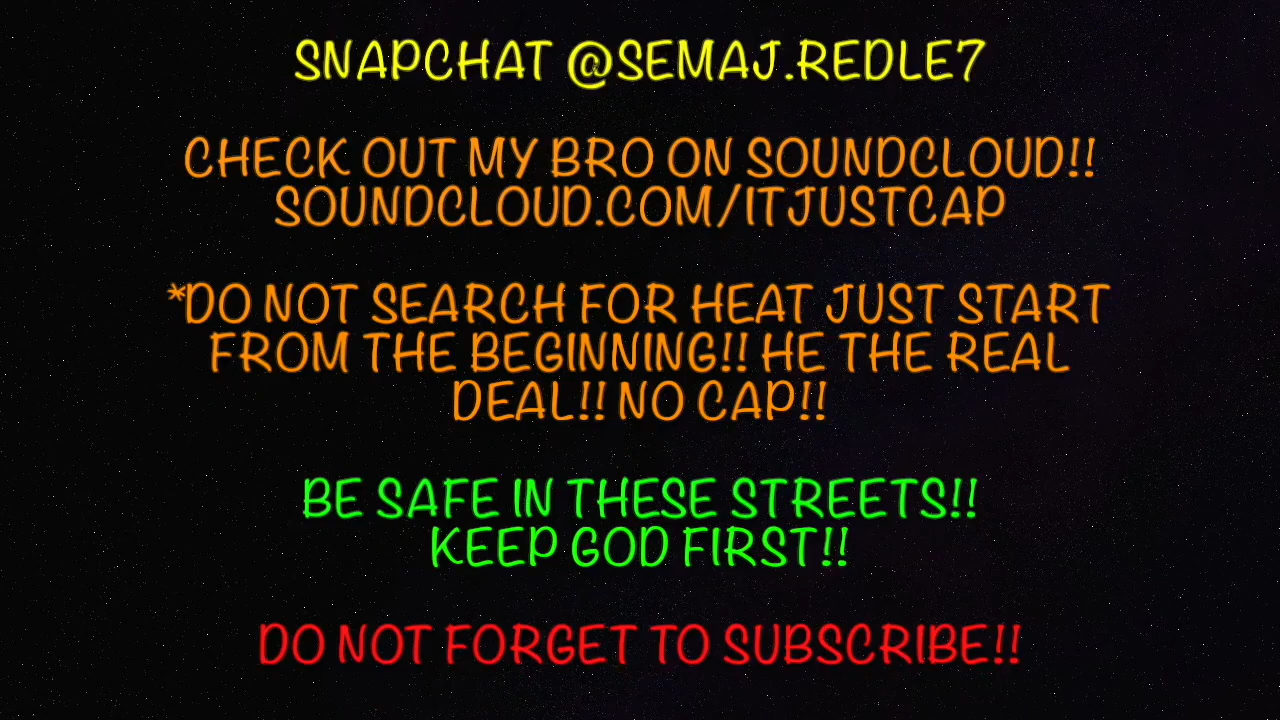 SNAPCHAT @SEMAJ.REDLE7
CHECK OUT MY BRO ON SOUNDCLOUD!!
SOUNDCLOUD.COM/ITJUSTCAP
*DO NOT SEARCH FOR HEAT JUST START
FROM THE BEGINNING!! HE THE REAL
DEAL!! NO CAP!!
BE SAFE IN THESE STREETS!!
KEEP GOD FIRST!!
DO NOT FORGET TO SUBSCRIBE!!